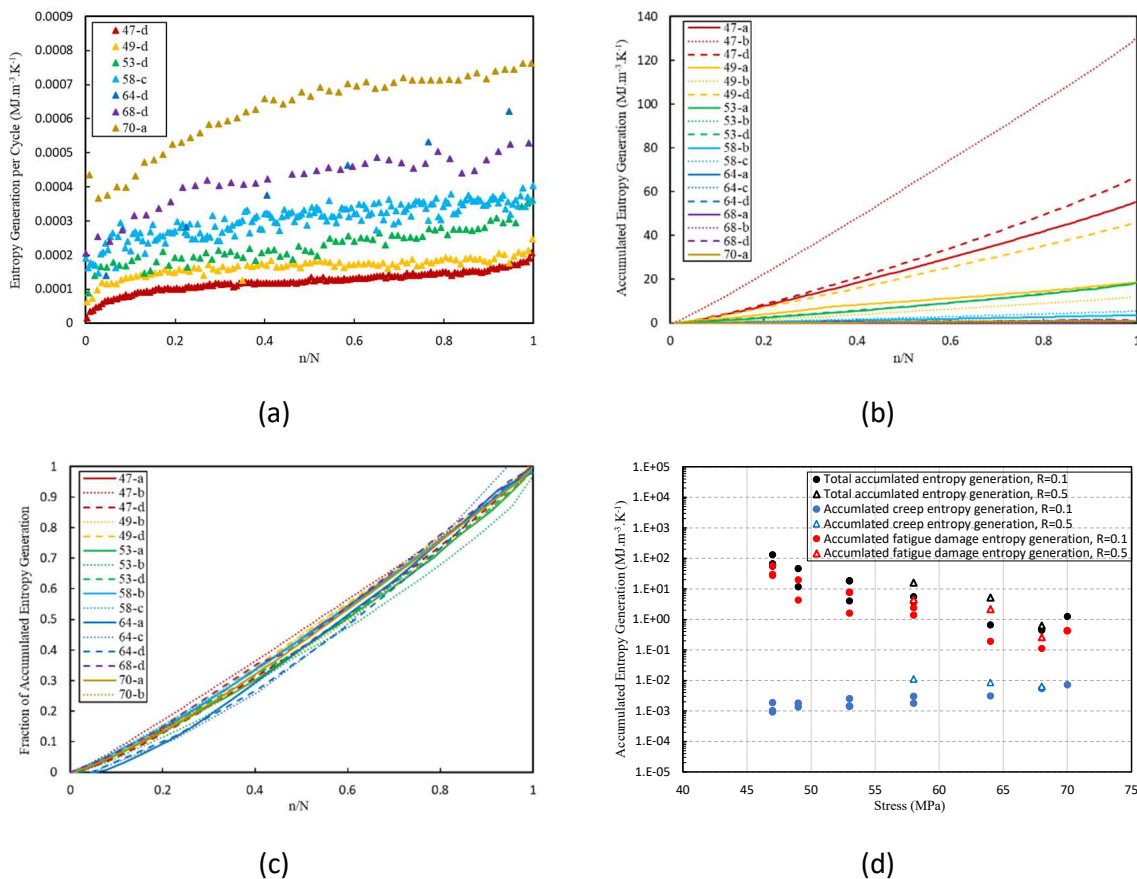 0.0009
0.0008
0.0007
0.0006
0.0005
0.0004
0.0003
0.0002
0.0001
0
Entropy Generation per Cycle (MJ.m-3.K-1)
47-d
49-d
53-d
58-c
64-d
68-d
70-a
0 0.2 0.4 0.6 0.8 1
n/N
(a)
140
120
100
80
60
40
20
0
Accumulated Entropy Generation (MJ.m-3.K-1)
47-a
47-b
47-d
49-a
49-b
49-d
53-a
53-b
53-d
58-b
58-c
64-a
64-c
64-d
68-a
68-b
68-d
70-a
0 0.2 0.4 0.6 0.8 1
n/N
(b)
1
0.9
0.8
0.7
0.6
0.5
0.4
0.3
0.2
0.1
0
Fraction of Accumulated Entropy Generation
47-a
47-b
47-d
49-b
49-d
53-a
53-b
53-d
58-b
58-c
64-a
64-c
64-d
68-d
70-a
70-b
0 0.2 0.4 0.6 0.8 1
n/N
(c)
1.E+05
1.E+04
1.E+03
1.E+02
1.E+01
1.E+00
1.E-01
1.E-02
1.E-03
1.E-04
1.E-05
Accumulated Entropy Generation (MJ.m-3.K-1)
Total accumlated entropy generation, R=0.1
Total accumlated entropy generation, R=0.5
Accumlated creep entropy generation, R=0.1
Accumlated creep entropy generation, R=0.5
Accumlated fatigue damage entropy generation, R=0.1
Accumlated fatigue damage entropy generation, R=0.5
40 45 50 55 60 65 70 75
Stress (MPa)
(d)